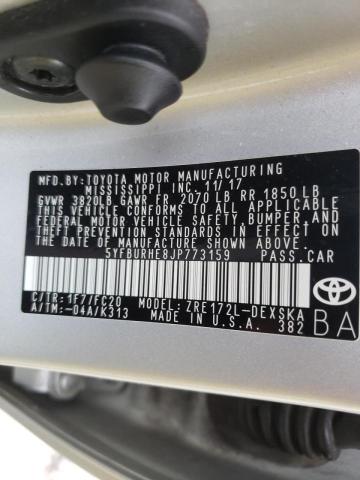 MFD.BY:TOYOTA MOTOR MANUFACTURING
MISSISSIPPI INC. 11/17
GVWR 3820LB GAWR FR 2070LB RR 1850LB
THIS VEHICLE CONFORMS TO ALL APPLICABLE
FEDERAL MOTOR VEHICLE SAFETY, BUMPER, AND
THEFT PREVENTION STANDARDS IN EFFECT ON
THE DATE OF MANUFACTURE SHOWN ABOVE.
5YFBURHE8JP773159 PASS.CAR
C/TR: 1F7/FC20 MODEL: ZRE172L-DEXSKA
A/TM: -04A/K313 MADE IN U.S.A. 382
BA
TOYOTA